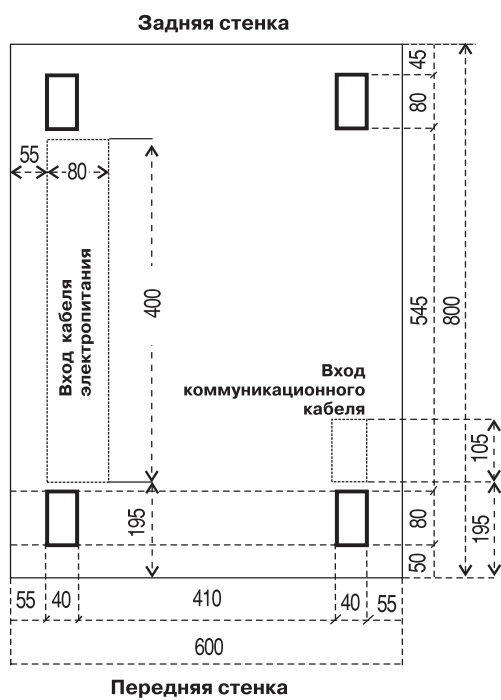 Задняя стенка
45
80
55
80
Вход кабеля
электропитания
400
545
800
Вход
коммуникационного
кабеля
105
195
80
195
50
55 40 410 40 55
600
Передняя стенка